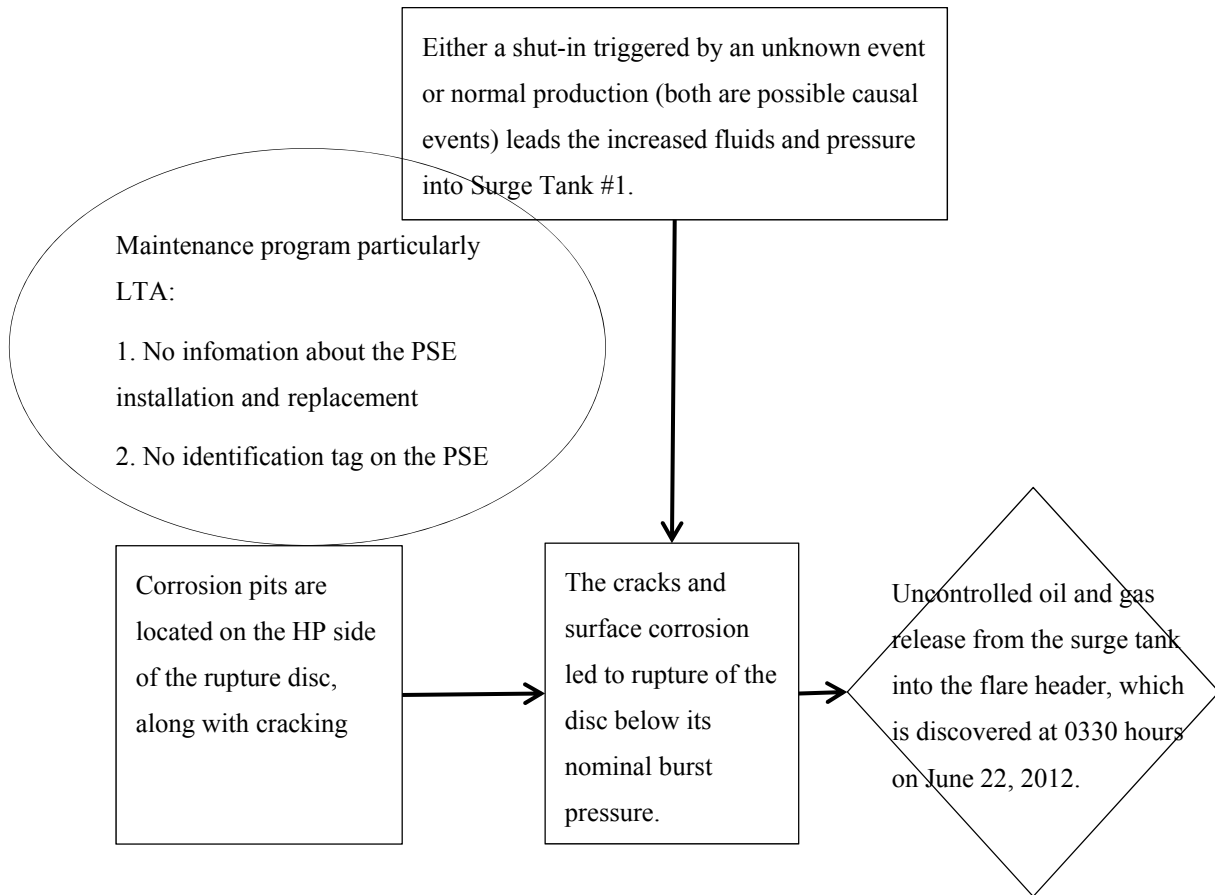 Either a shut-in triggered by an unknown event
or normal production (both are possible causal
events) leads the increased fluids and pressure
into Surge Tank #1.
Maintenance program particularly
LTA:
1. No infomation about the PSE
installation and replacement
2. No identification tag on the PSE
Corrosion pits are
located on the HP side
of the rupture disc,
along with cracking
The cracks and
surface corrosion
led to rupture of the
disc below its
nominal burst
pressure.
Uncontrolled oil and gas
release from the surge tank
into the flare header, which
is discovered at 0330 hours
on June 22, 2012.